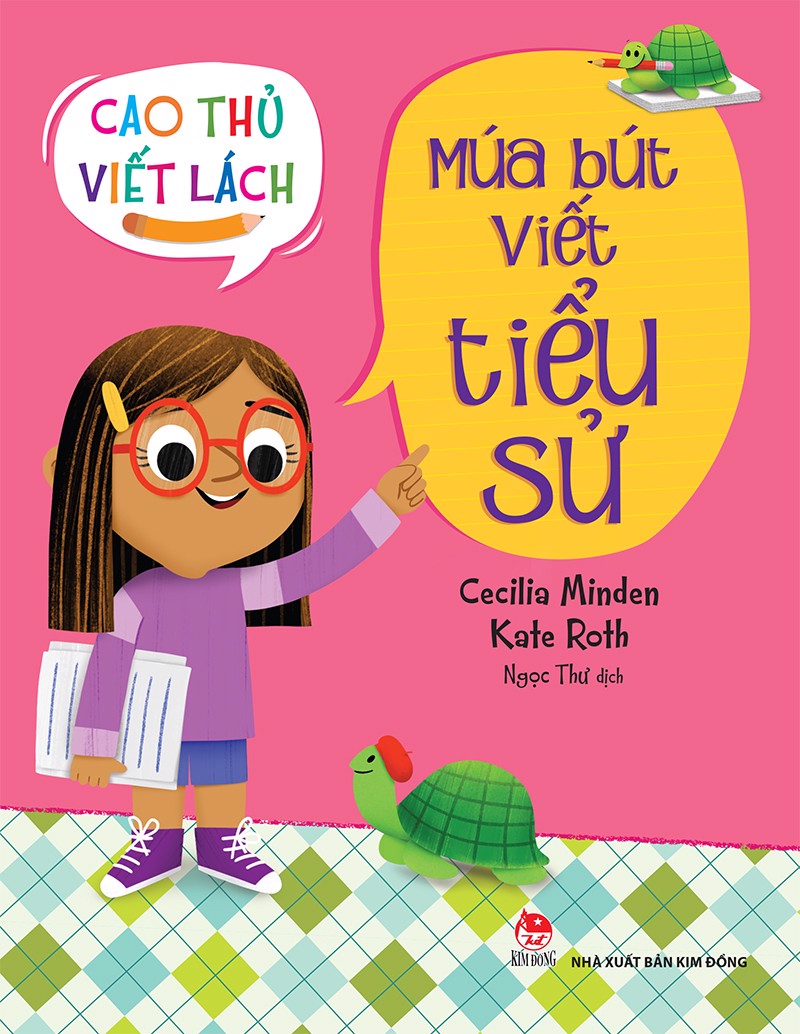 CAO THỦ
VIẾT LÁCH
Múa bút
viết
tiểu
sử
Cecilia Minden
Kate Roth
Ngọc Thư dịch
KIM ĐỒNG
NHÀ XUẤT BẢN KIM ĐỒNG